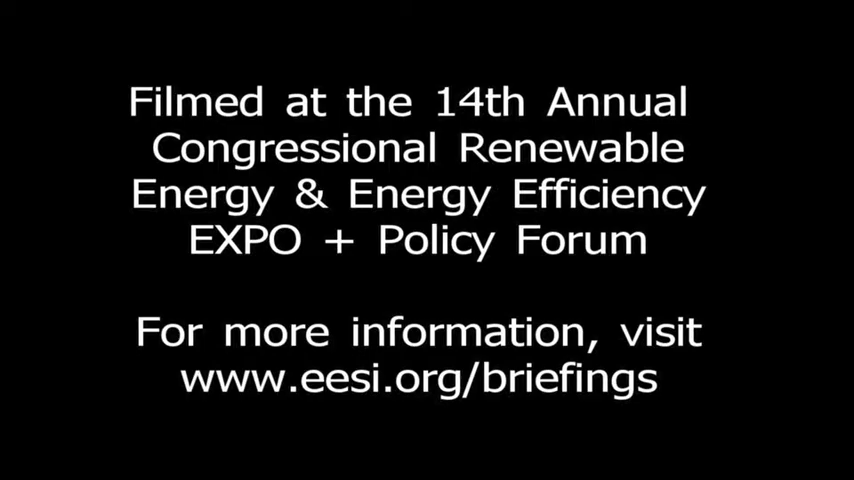 Filmed at the 14th Annual
Congressional Renewable
Energy & Energy Efficiency
EXPO + Policy Forum
For more information, visit
www.eesi.org/briefings